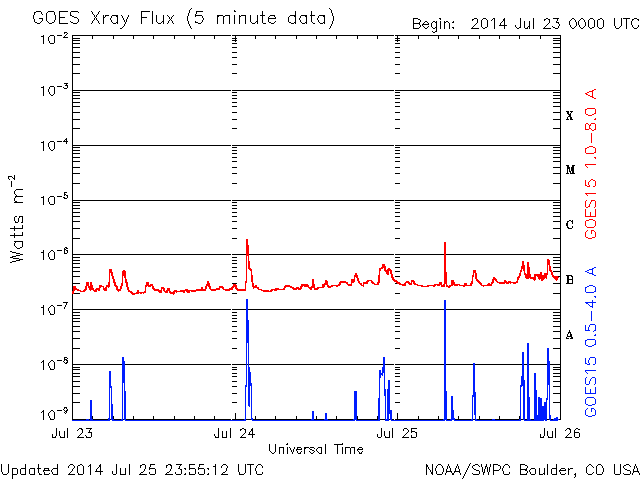 GOES Xray Flux (5 minute data)
Begin: 2014 Jul 23 0000 UTC
10⁻²
10⁻³
10⁻⁴
10⁻⁵
10⁻⁶
10⁻⁷
10⁻⁸
10⁻⁹
Watts m⁻²
X
M
C
B
A
GOES15 1.0–8.0 A
GOES15 0.5–4.0 A
Jul 23
Jul 24
Jul 25
Jul 26
Universal Time
Updated 2014 Jul 25 23:55:12 UTC
NOAA/SWPC Boulder, CO USA